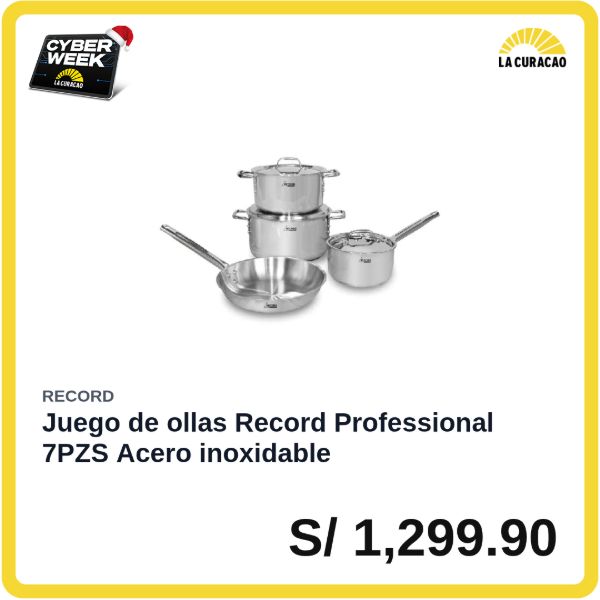 CYBER
WEEK
LA CURACAO
LA CURACAO
RECORD
Juego de ollas Record Professional
7PZS Acero inoxidable
S/ 1,299.90